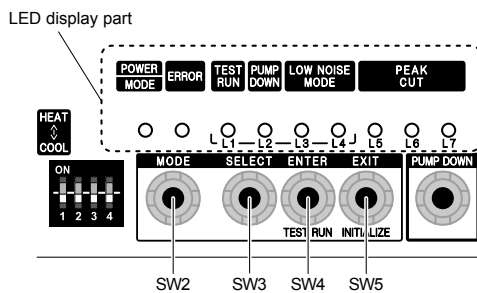 LED display part
POWER
MODE
ERROR
TEST
RUN
PUMP
DOWN
LOW NOISE
MODE
PEAK
CUT
HEAT
COOL
L1
L2
L3
L4
L5
L6
L7
ON
1 2 3 4
MODE
SELECT
ENTER
EXIT
PUMP DOWN
TEST RUN
INITIALIZE
SW2
SW3
SW4
SW5